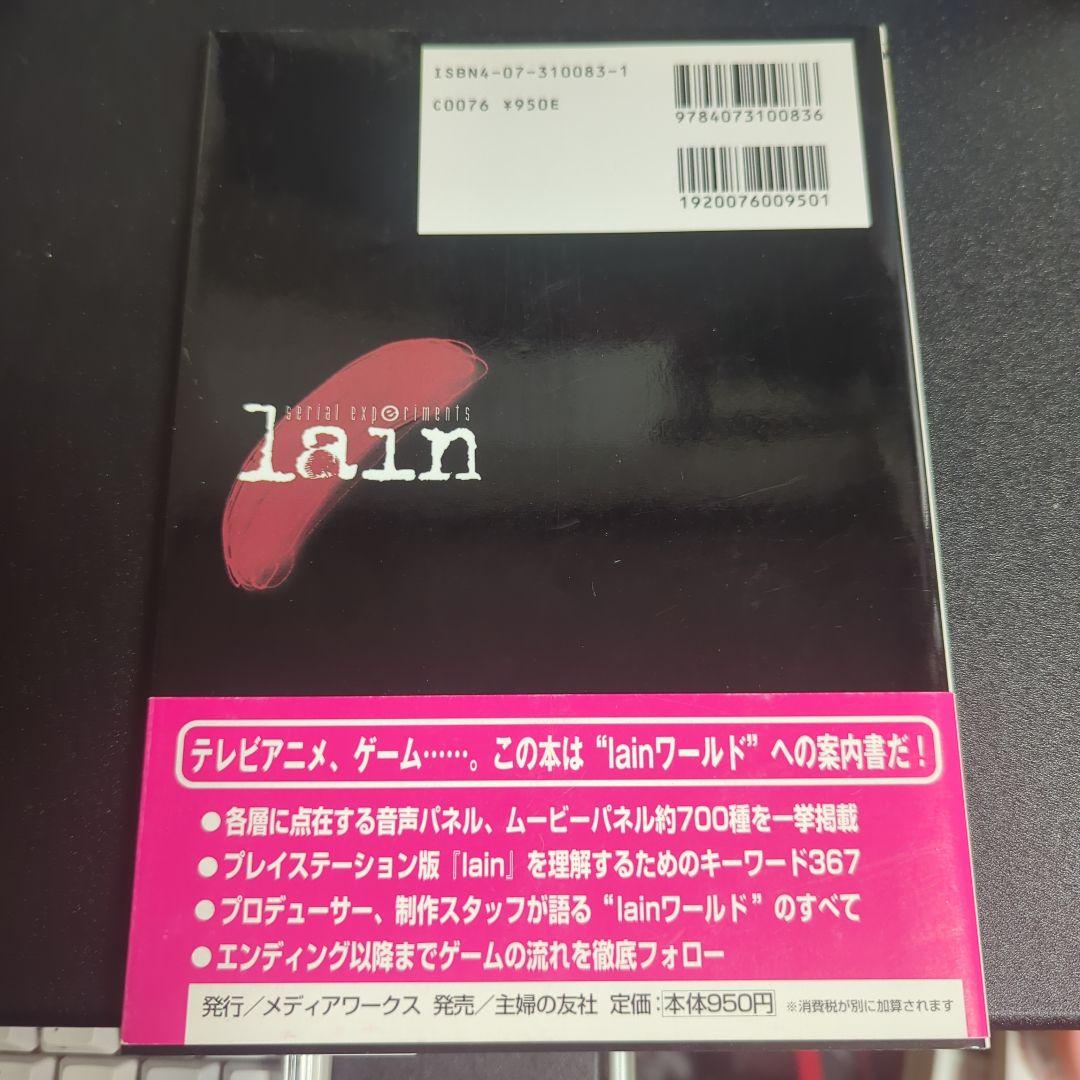 ISBN4-07-310083-1
C0076 ¥950E
9784073100836
1920076009501
serial experiments
lain
テレビアニメ、ゲーム……。この本は“lainワールド”への案内書だ！
●各層に点在する音声パネル、ムービーパネル約700種を一挙掲載
●プレイステーション版『lain』を理解するためのキーワード367
●プロデューサー、制作スタッフが語る“lainワールド”のすべて
●エンディング以降までゲームの流れを徹底フォロー
発行／メディアワークス 発売／主婦の友社 定価：本体950円 ※消費税が別に加算されます